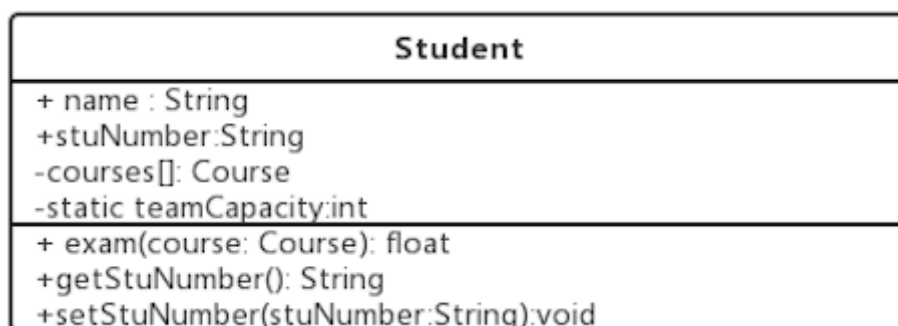 Student
+ name : String
+stuNumber:String
-courses[]: Course
-static teamCapacity:int
+ exam(course: Course): float
+getStuNumber(): String
+setStuNumber(stuNumber:String):void